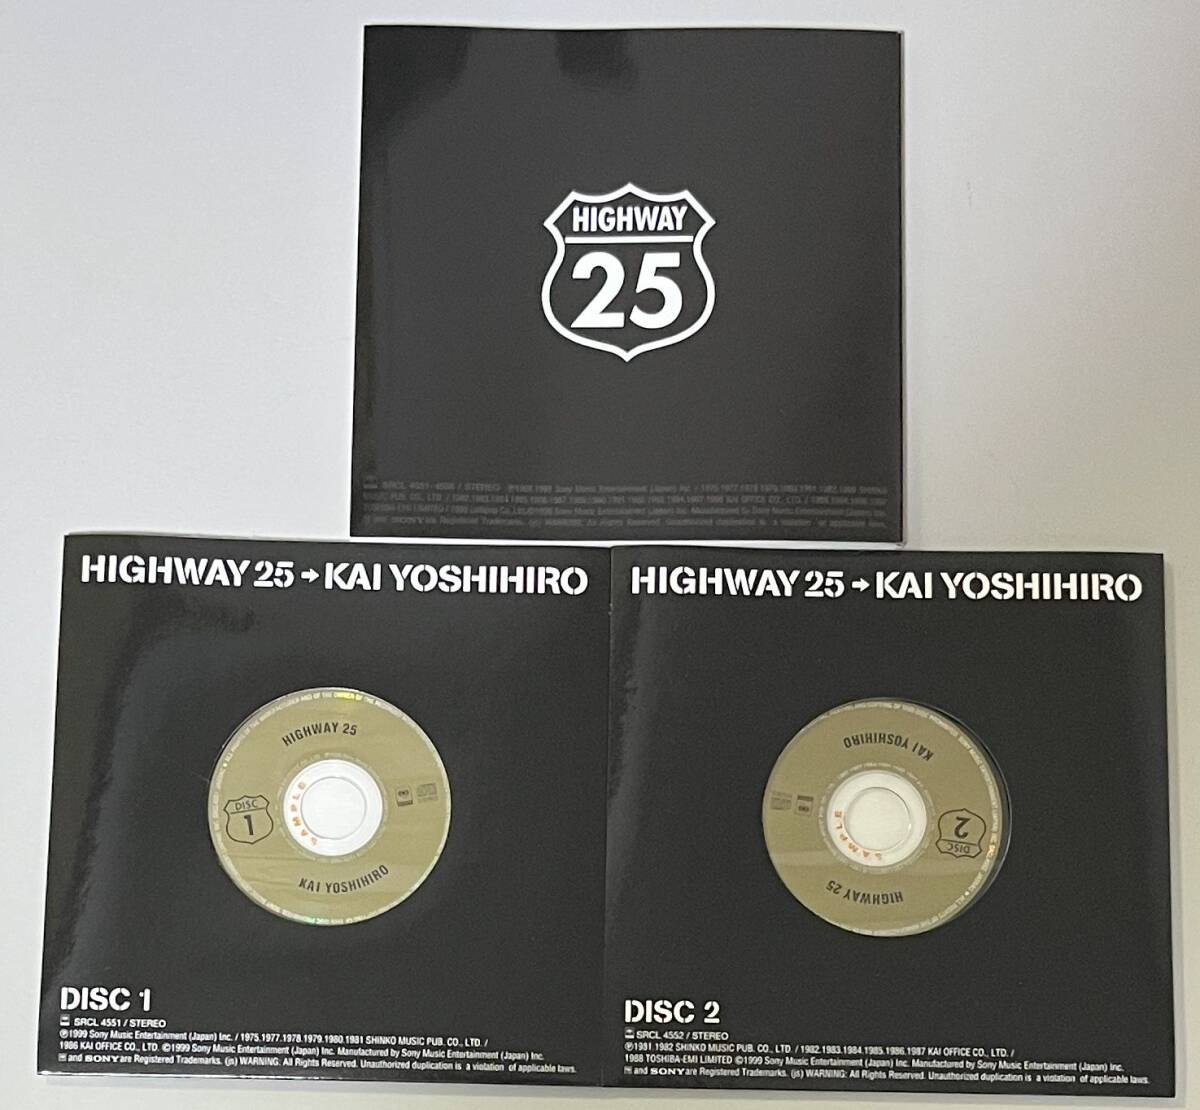 HIGHWAY
25
SRCL 4551-4556 / STEREO
HIGHWAY 25 → KAI YOSHIHIRO
HIGHWAY 25
DISC
1
SAMPLE
KAI YOSHIHIRO
DISC 1
SRCL 4551 / STEREO
℗1999 Sony Music Entertainment (Japan) Inc. / 1975.1977.1978.1979.1980.1981 SHINKO MUSIC PUB. CO., LTD. /
1986 KAI OFFICE CO., LTD. ©1999 Sony Music Entertainment (Japan) Inc. Manufactured by Sony Music Entertainment (Japan) Inc.
and SONY are Registered Trademarks. (js) WARNING: All Rights Reserved. Unauthorized duplication is a violation of applicable laws.
HIGHWAY 25 → KAI YOSHIHIRO
HIGHWAY 25
DISC
2
SAMPLE
KAI YOSHIHIRO
DISC 2
SRCL 4552 / STEREO
℗1981.1982 SHINKO MUSIC PUB. CO., LTD. / 1982.1983.1984.1985.1986.1987 KAI OFFICE CO., LTD. /
1988 TOSHIBA-EMI LIMITED ©1999 Sony Music Entertainment (Japan) Inc. Manufactured by Sony Music Entertainment (Japan) Inc.
and SONY are Registered Trademarks. (js) WARNING: All Rights Reserved. Unauthorized duplication is a violation of applicable laws.